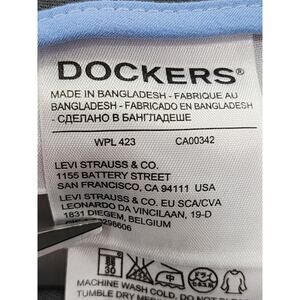 DOCKERS®
MADE IN BANGLADESH - FABRIQUE AU
BANGLADESH - FABRICADO EN BANGLADESH
- СДЕЛАНО В БАНГЛАДЕШЕ
WPL 423 CA00342
LEVI STRAUSS & CO.
1155 BATTERY STREET
SAN FRANCISCO, CA 94111 USA
LEVI STRAUSS & CO. EU SCA/CVA
LEONARDO DA VINCILAAN, 19-D
1831 DIEGEM, BELGIUM
0298606
30
MACHINE WASH COLD. DO NOT
TUMBLE DRY